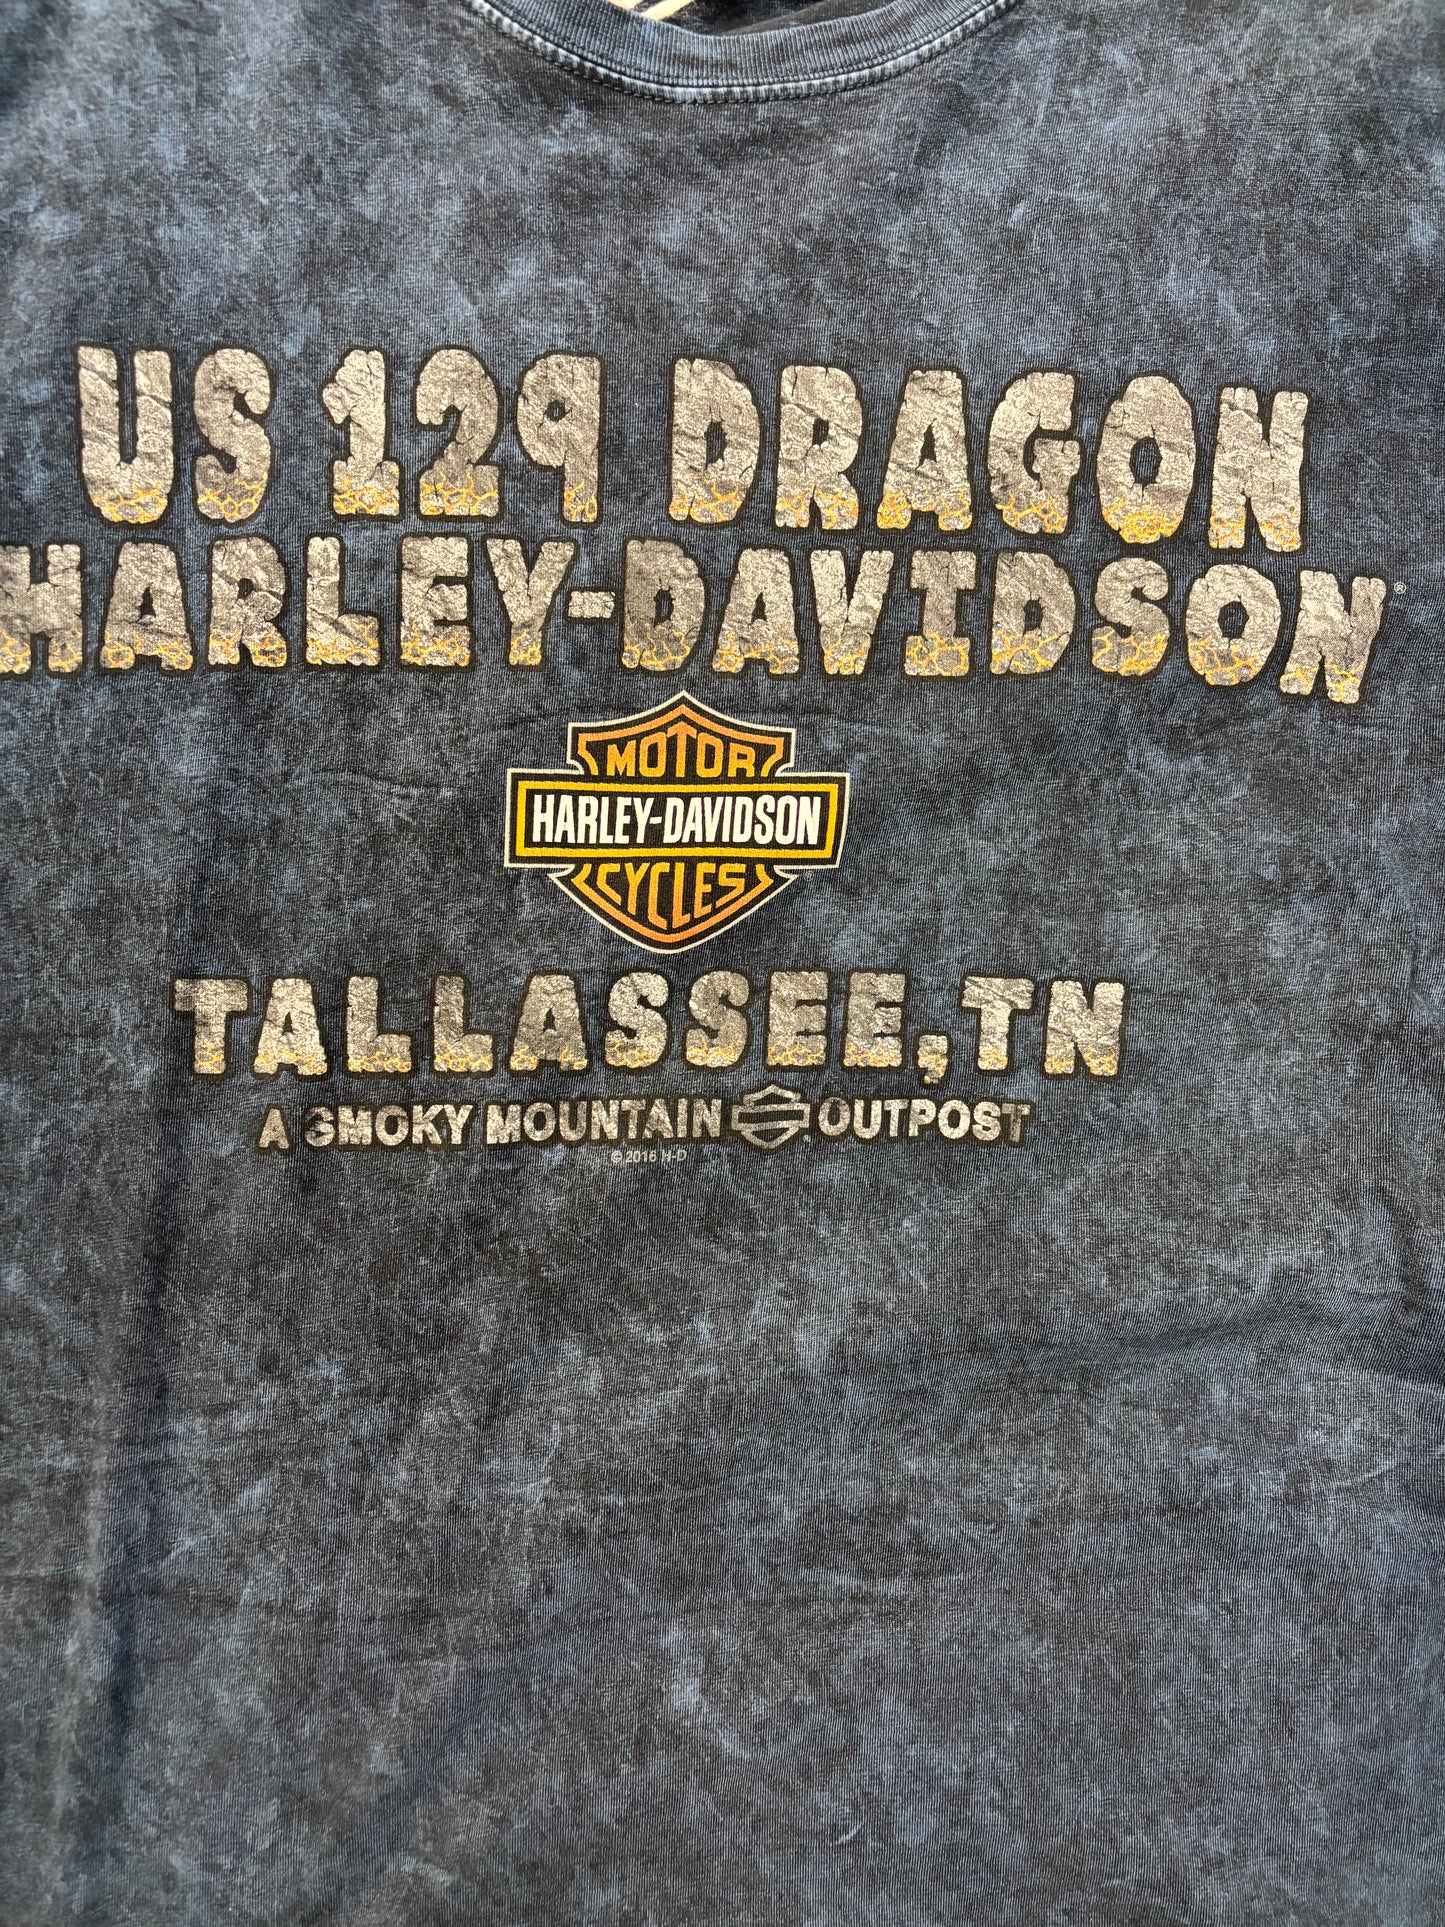 US 129 DRAGON
HARLEY-DAVIDSON®
MOTOR
HARLEY-DAVIDSON
CYCLES
TALLASSEE, TN
A SMOKY MOUNTAIN OUTPOST
© 2016 H-D